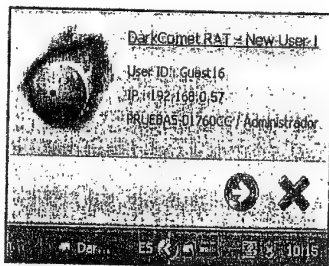 DarkComet RAT - New User !
User ID : Guest16
IP : 192.168.0.57
PRUEBAS-01760CC / Administrador
Dar...
ES
10:15